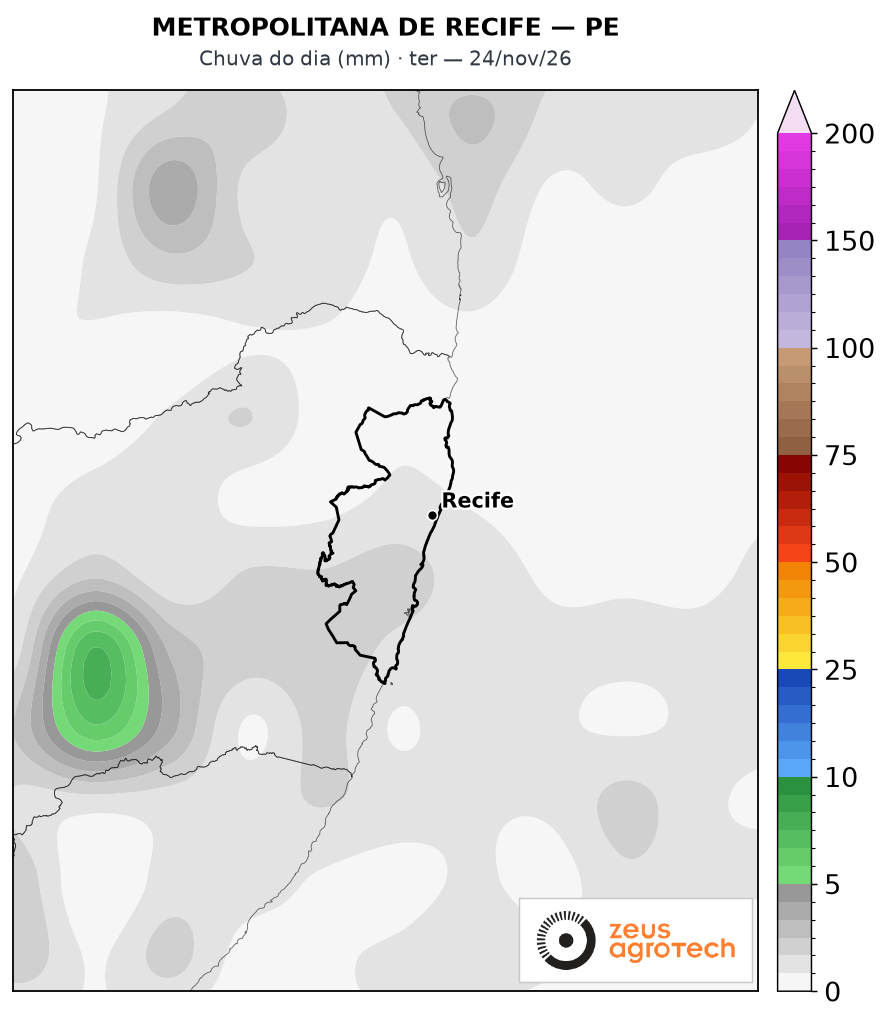 METROPOLITANA DE RECIFE — PE
Chuva do dia (mm) · ter — 24/nov/26
200
150
100
75
50
25
10
5
0
Recife
zeus
agrotech